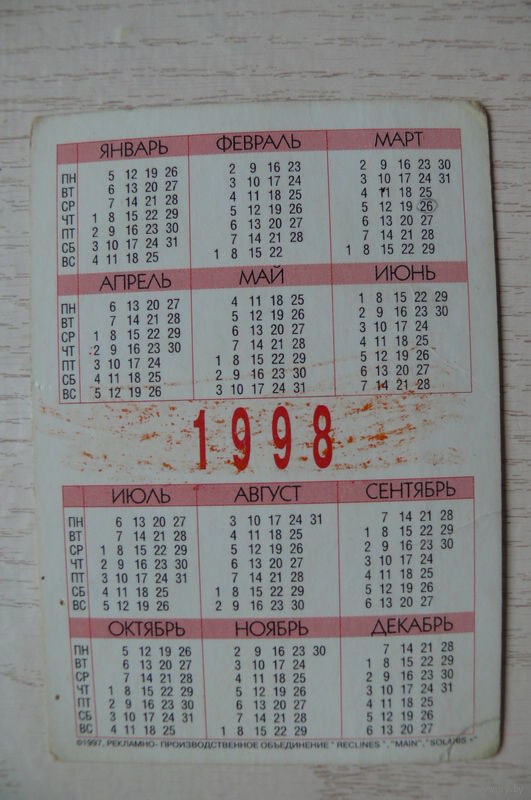 ЯНВАРЬ ФЕВРАЛЬ МАРТ
ПН 5 12 19 26 2 9 16 23 2 9 16 23 30
ВТ 6 13 20 27 3 10 17 24 3 10 17 24 31
СР 7 14 21 28 4 11 18 25 4 11 18 25
ЧТ 1 8 15 22 29 5 12 19 26 5 12 19 26
ПТ 2 9 16 23 30 6 13 20 27 6 13 20 27
СБ 3 10 17 24 31 7 14 21 28 7 14 21 28
ВС 4 11 18 25 1 8 15 22 1 8 15 22 29
АПРЕЛЬ МАЙ ИЮНЬ
ПН 6 13 20 27 4 11 18 25 1 8 15 22 29
ВТ 7 14 21 28 5 12 19 26 2 9 16 23 30
СР 1 8 15 22 29 6 13 20 27 3 10 17 24
ЧТ 2 9 16 23 30 7 14 21 28 4 11 18 25
ПТ 3 10 17 24 1 8 15 22 29 5 12 19 26
СБ 4 11 18 25 2 9 16 23 30 6 13 20 27
ВС 5 12 19 26 3 10 17 24 31 7 14 21 28
1998
ИЮЛЬ АВГУСТ СЕНТЯБРЬ
ПН 6 13 20 27 3 10 17 24 31 7 14 21 28
ВТ 7 14 21 28 4 11 18 25 1 8 15 22 29
СР 1 8 15 22 29 5 12 19 26 2 9 16 23 30
ЧТ 2 9 16 23 30 6 13 20 27 3 10 17 24
ПТ 3 10 17 24 31 7 14 21 28 4 11 18 25
СБ 4 11 18 25 1 8 15 22 29 5 12 19 26
ВС 5 12 19 26 2 9 16 23 30 6 13 20 27
ОКТЯБРЬ НОЯБРЬ ДЕКАБРЬ
ПН 5 12 19 26 2 9 16 23 30 7 14 21 28
ВТ 6 13 20 27 3 10 17 24 1 8 15 22 29
СР 7 14 21 28 4 11 18 25 2 9 16 23 30
ЧТ 1 8 15 22 29 5 12 19 26 3 10 17 24 31
ПТ 2 9 16 23 30 6 13 20 27 4 11 18 25
СБ 3 10 17 24 31 7 14 21 28 5 12 19 26
ВС 4 11 18 25 1 8 15 22 29 6 13 20 27
©1997, РЕКЛАМНО- ПРОИЗВОДСТВЕННОЕ ОБЪЕДИНЕНИЕ " RECLINES ", "MAIN",